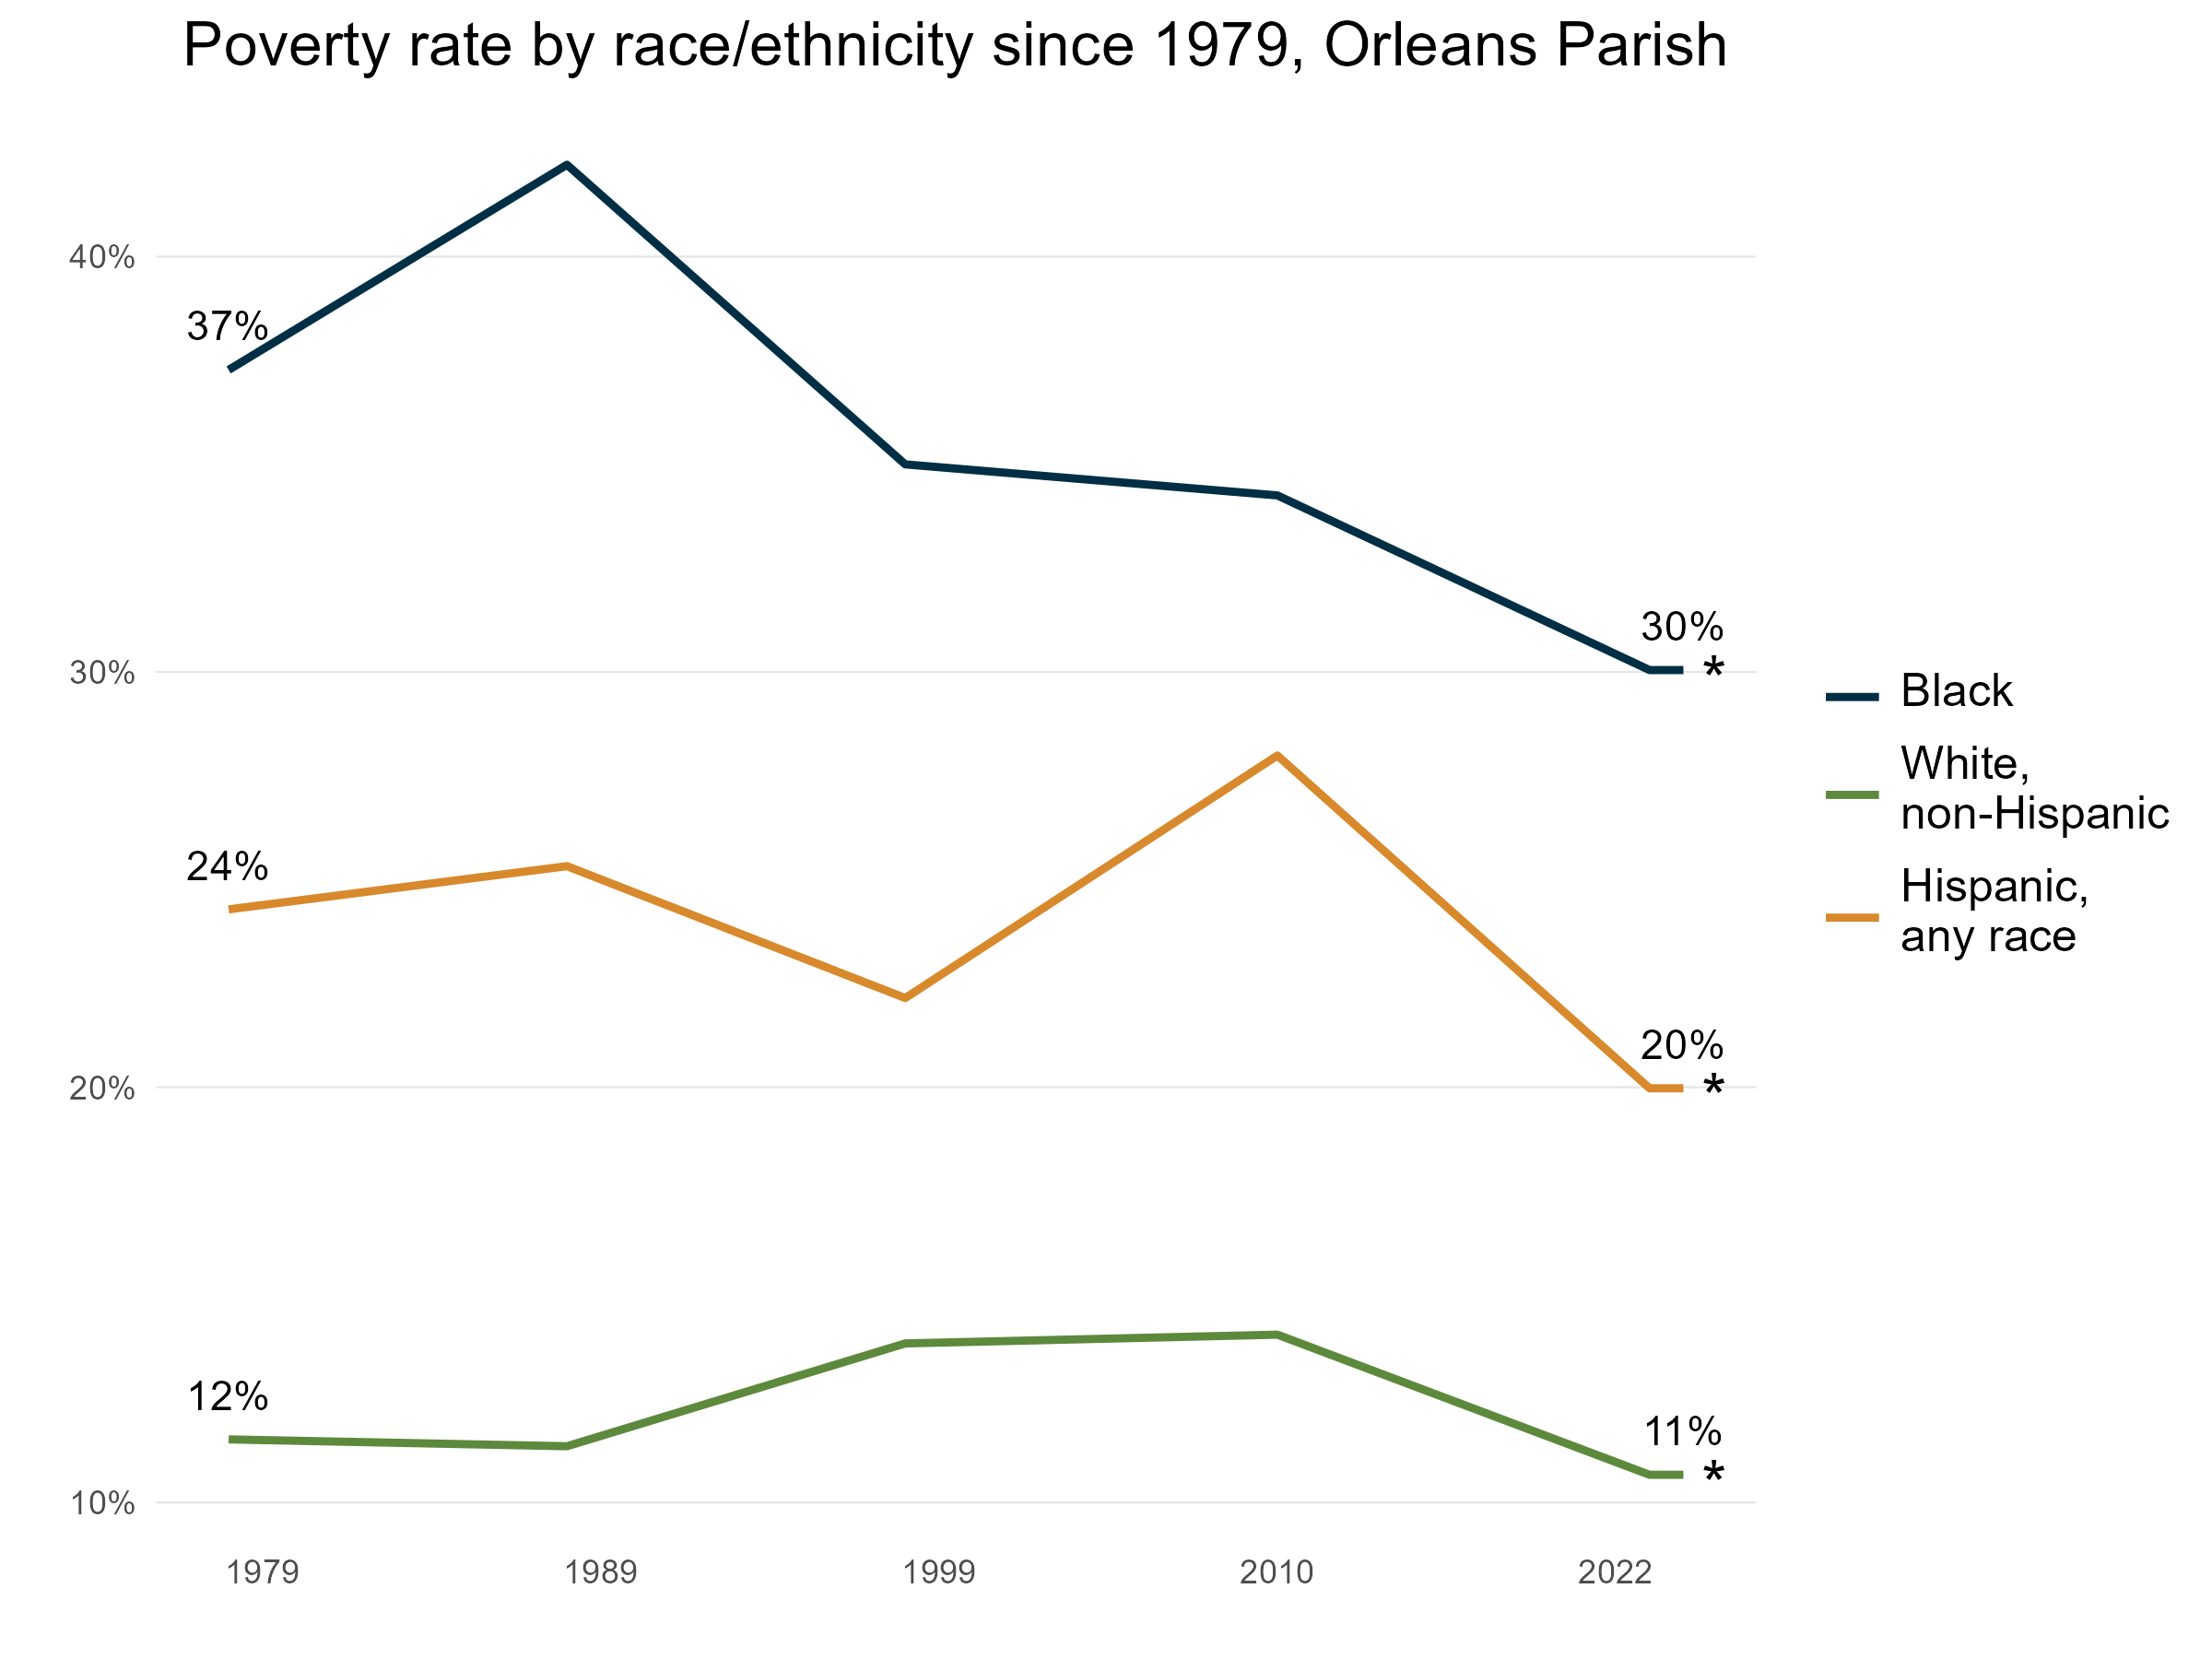 Poverty rate by race/ethnicity since 1979, Orleans Parish
40%
37%
30%
*
30%
Black
White,
non-Hispanic
24%
Hispanic,
any race
20%
*
20%
12%
11%
*
10%
1979 1989 1999 2010 2022